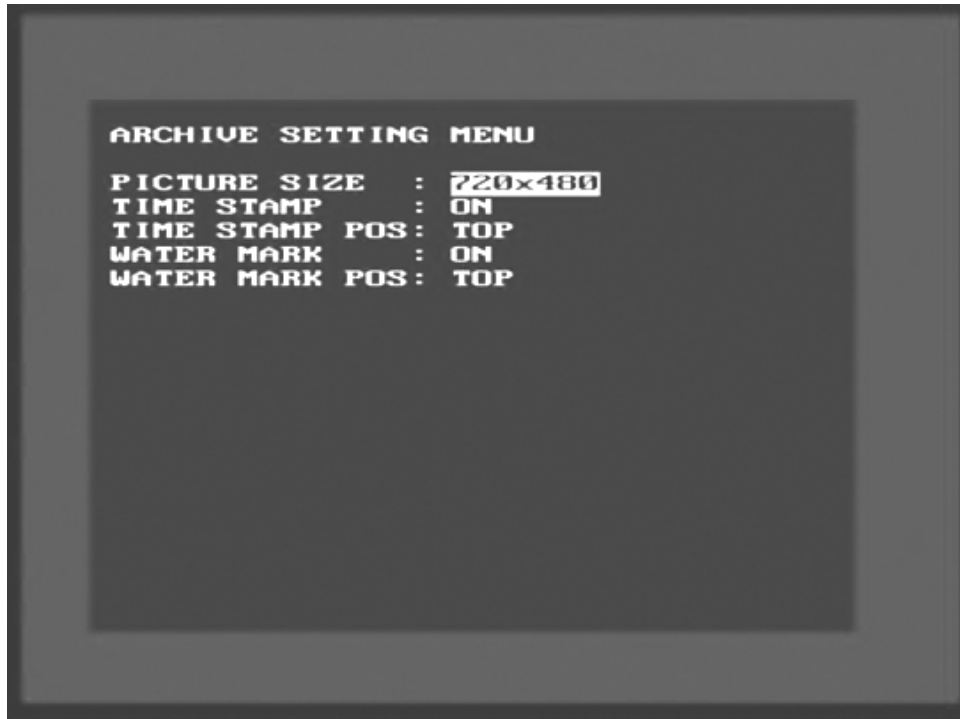 ARCHIVE SETTING MENU
PICTURE SIZE : 720x480
TIME STAMP : ON
TIME STAMP POS: TOP
WATER MARK : ON
WATER MARK POS: TOP